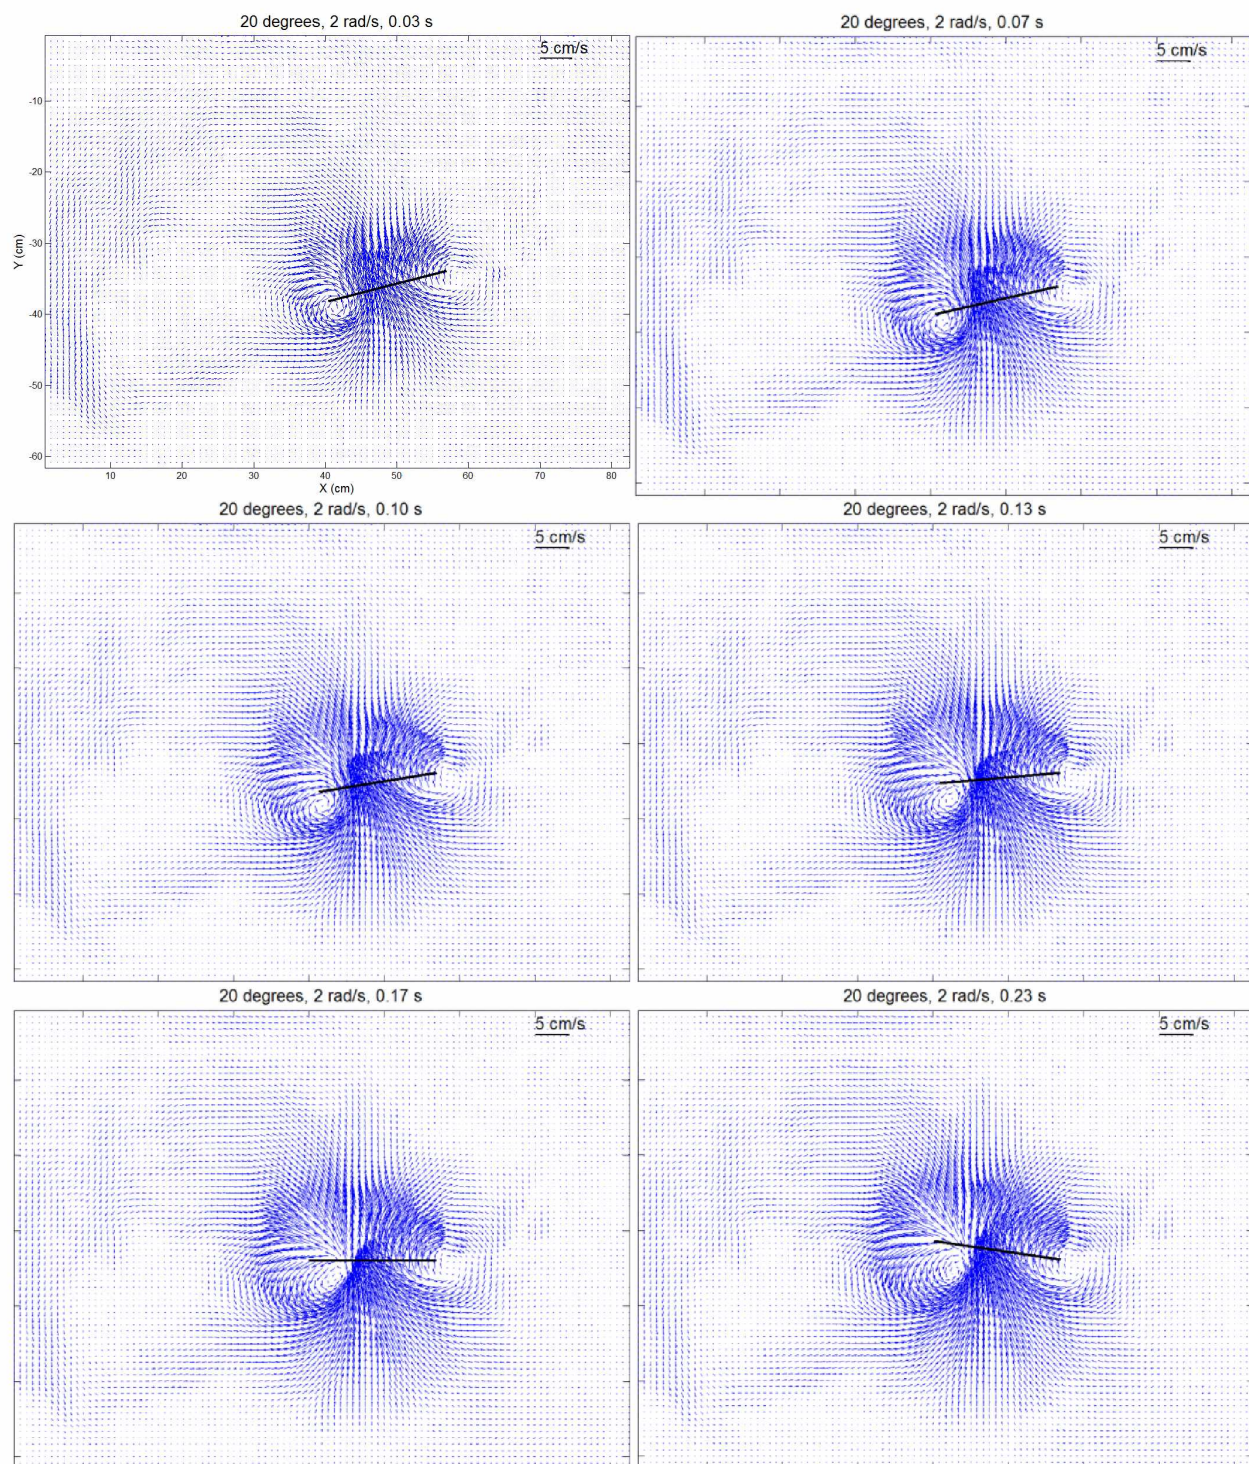 20 degrees, 2 rad/s, 0.03 s
5 cm/s
-10
-20
-30
-40
-50
-60
Y (cm)
10 20 30 40 50 60 70 80
X (cm)
20 degrees, 2 rad/s, 0.07 s
5 cm/s
20 degrees, 2 rad/s, 0.10 s
5 cm/s
20 degrees, 2 rad/s, 0.13 s
5 cm/s
20 degrees, 2 rad/s, 0.17 s
5 cm/s
20 degrees, 2 rad/s, 0.23 s
5 cm/s